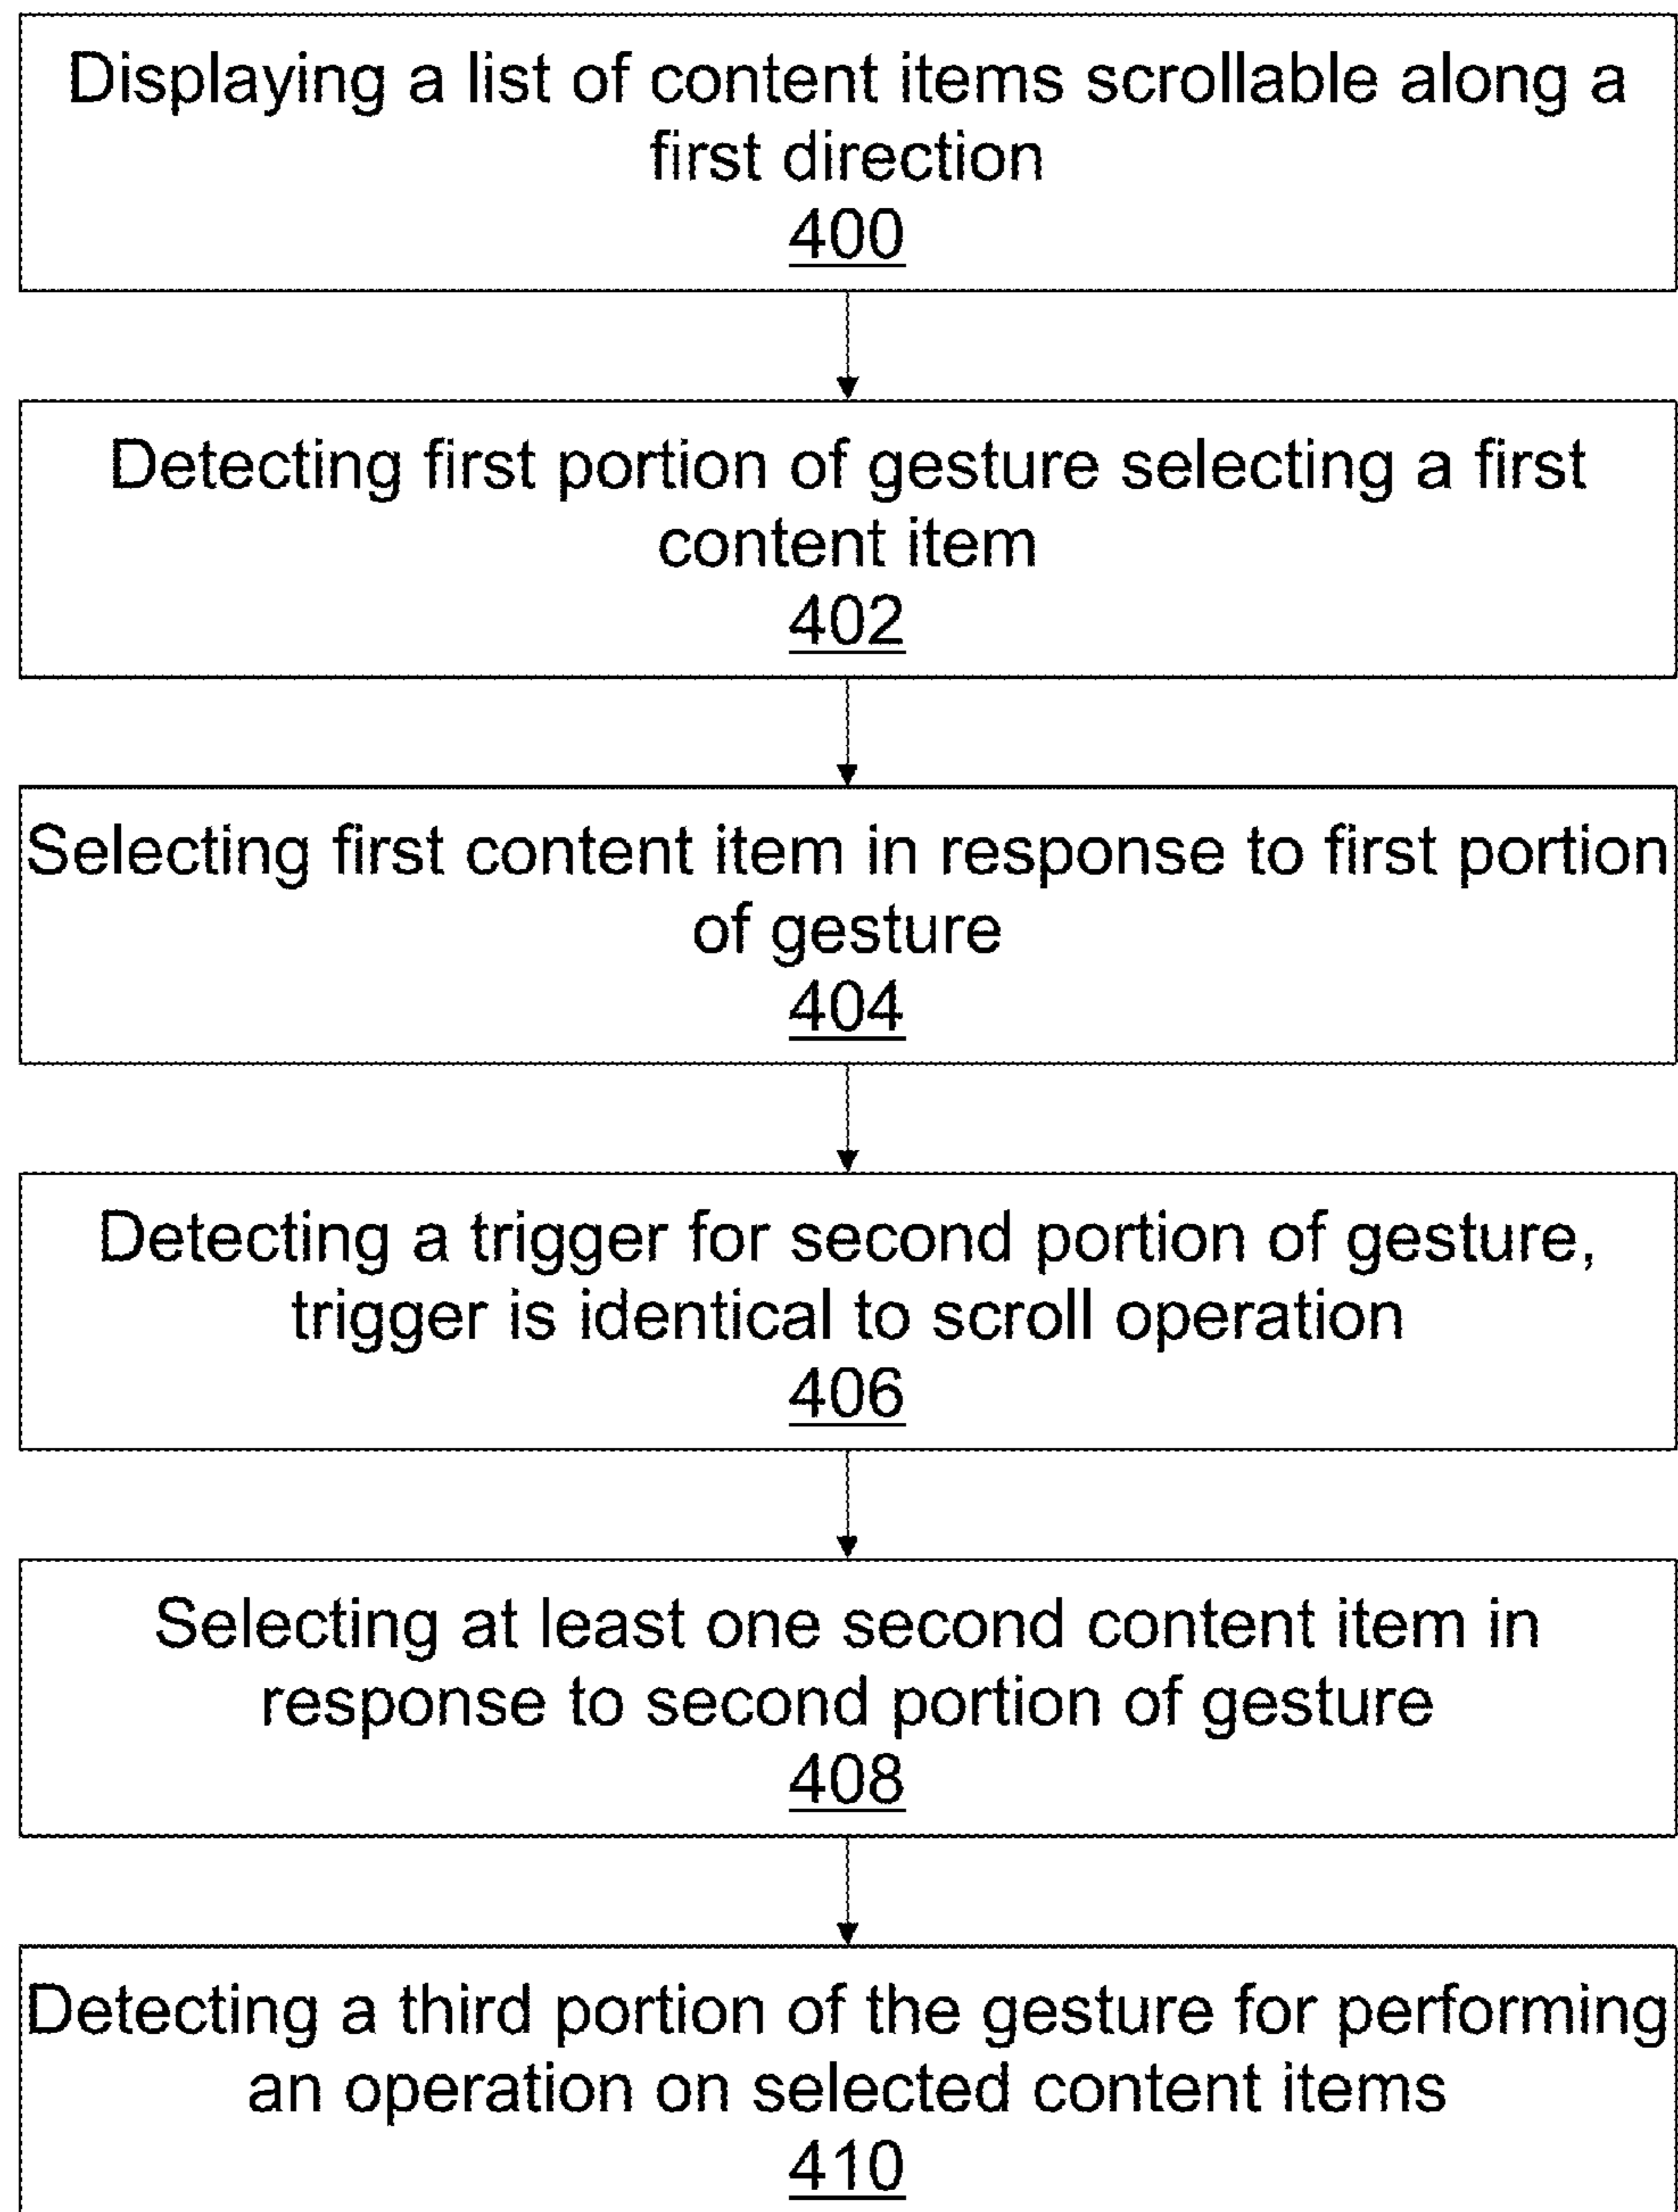 Displaying a list of content items scrollable along a
first direction
400
Detecting first portion of gesture selecting a first
content item
402
Selecting first content item in response to first portion
of gesture
404
Detecting a trigger for second portion of gesture,
trigger is identical to scroll operation
406
Selecting at least one second content item in
response to second portion of gesture
408
Detecting a third portion of the gesture for performing
an operation on selected content items
410